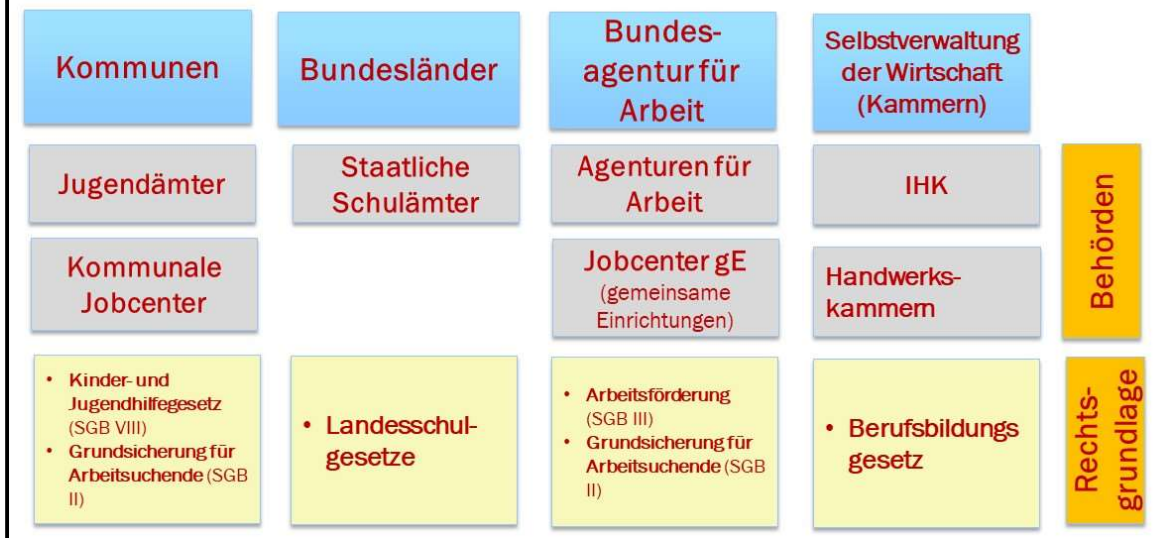 Kommunen
Bundesländer
Bundes-
agentur für
Arbeit
Selbstverwaltung
der Wirtschaft
(Kammern)
Jugendämter
Staatliche
Schulämter
Agenturen für
Arbeit
IHK
Kommunale
Jobcenter
Jobcenter gE
(gemeinsame
Einrichtungen)
Handwerks-
kammern
Behörden
• Kinder- und
Jugendhilfegesetz
(SGB VIII)
• Grundsicherung für
Arbeitsuchende (SGB
II)
• Landesschul-
gesetze
• Arbeitsförderung
(SGB III)
• Grundsicherung für
Arbeitsuchende (SGB
II)
• Berufsbildungs
gesetz
Rechts-
grundlage